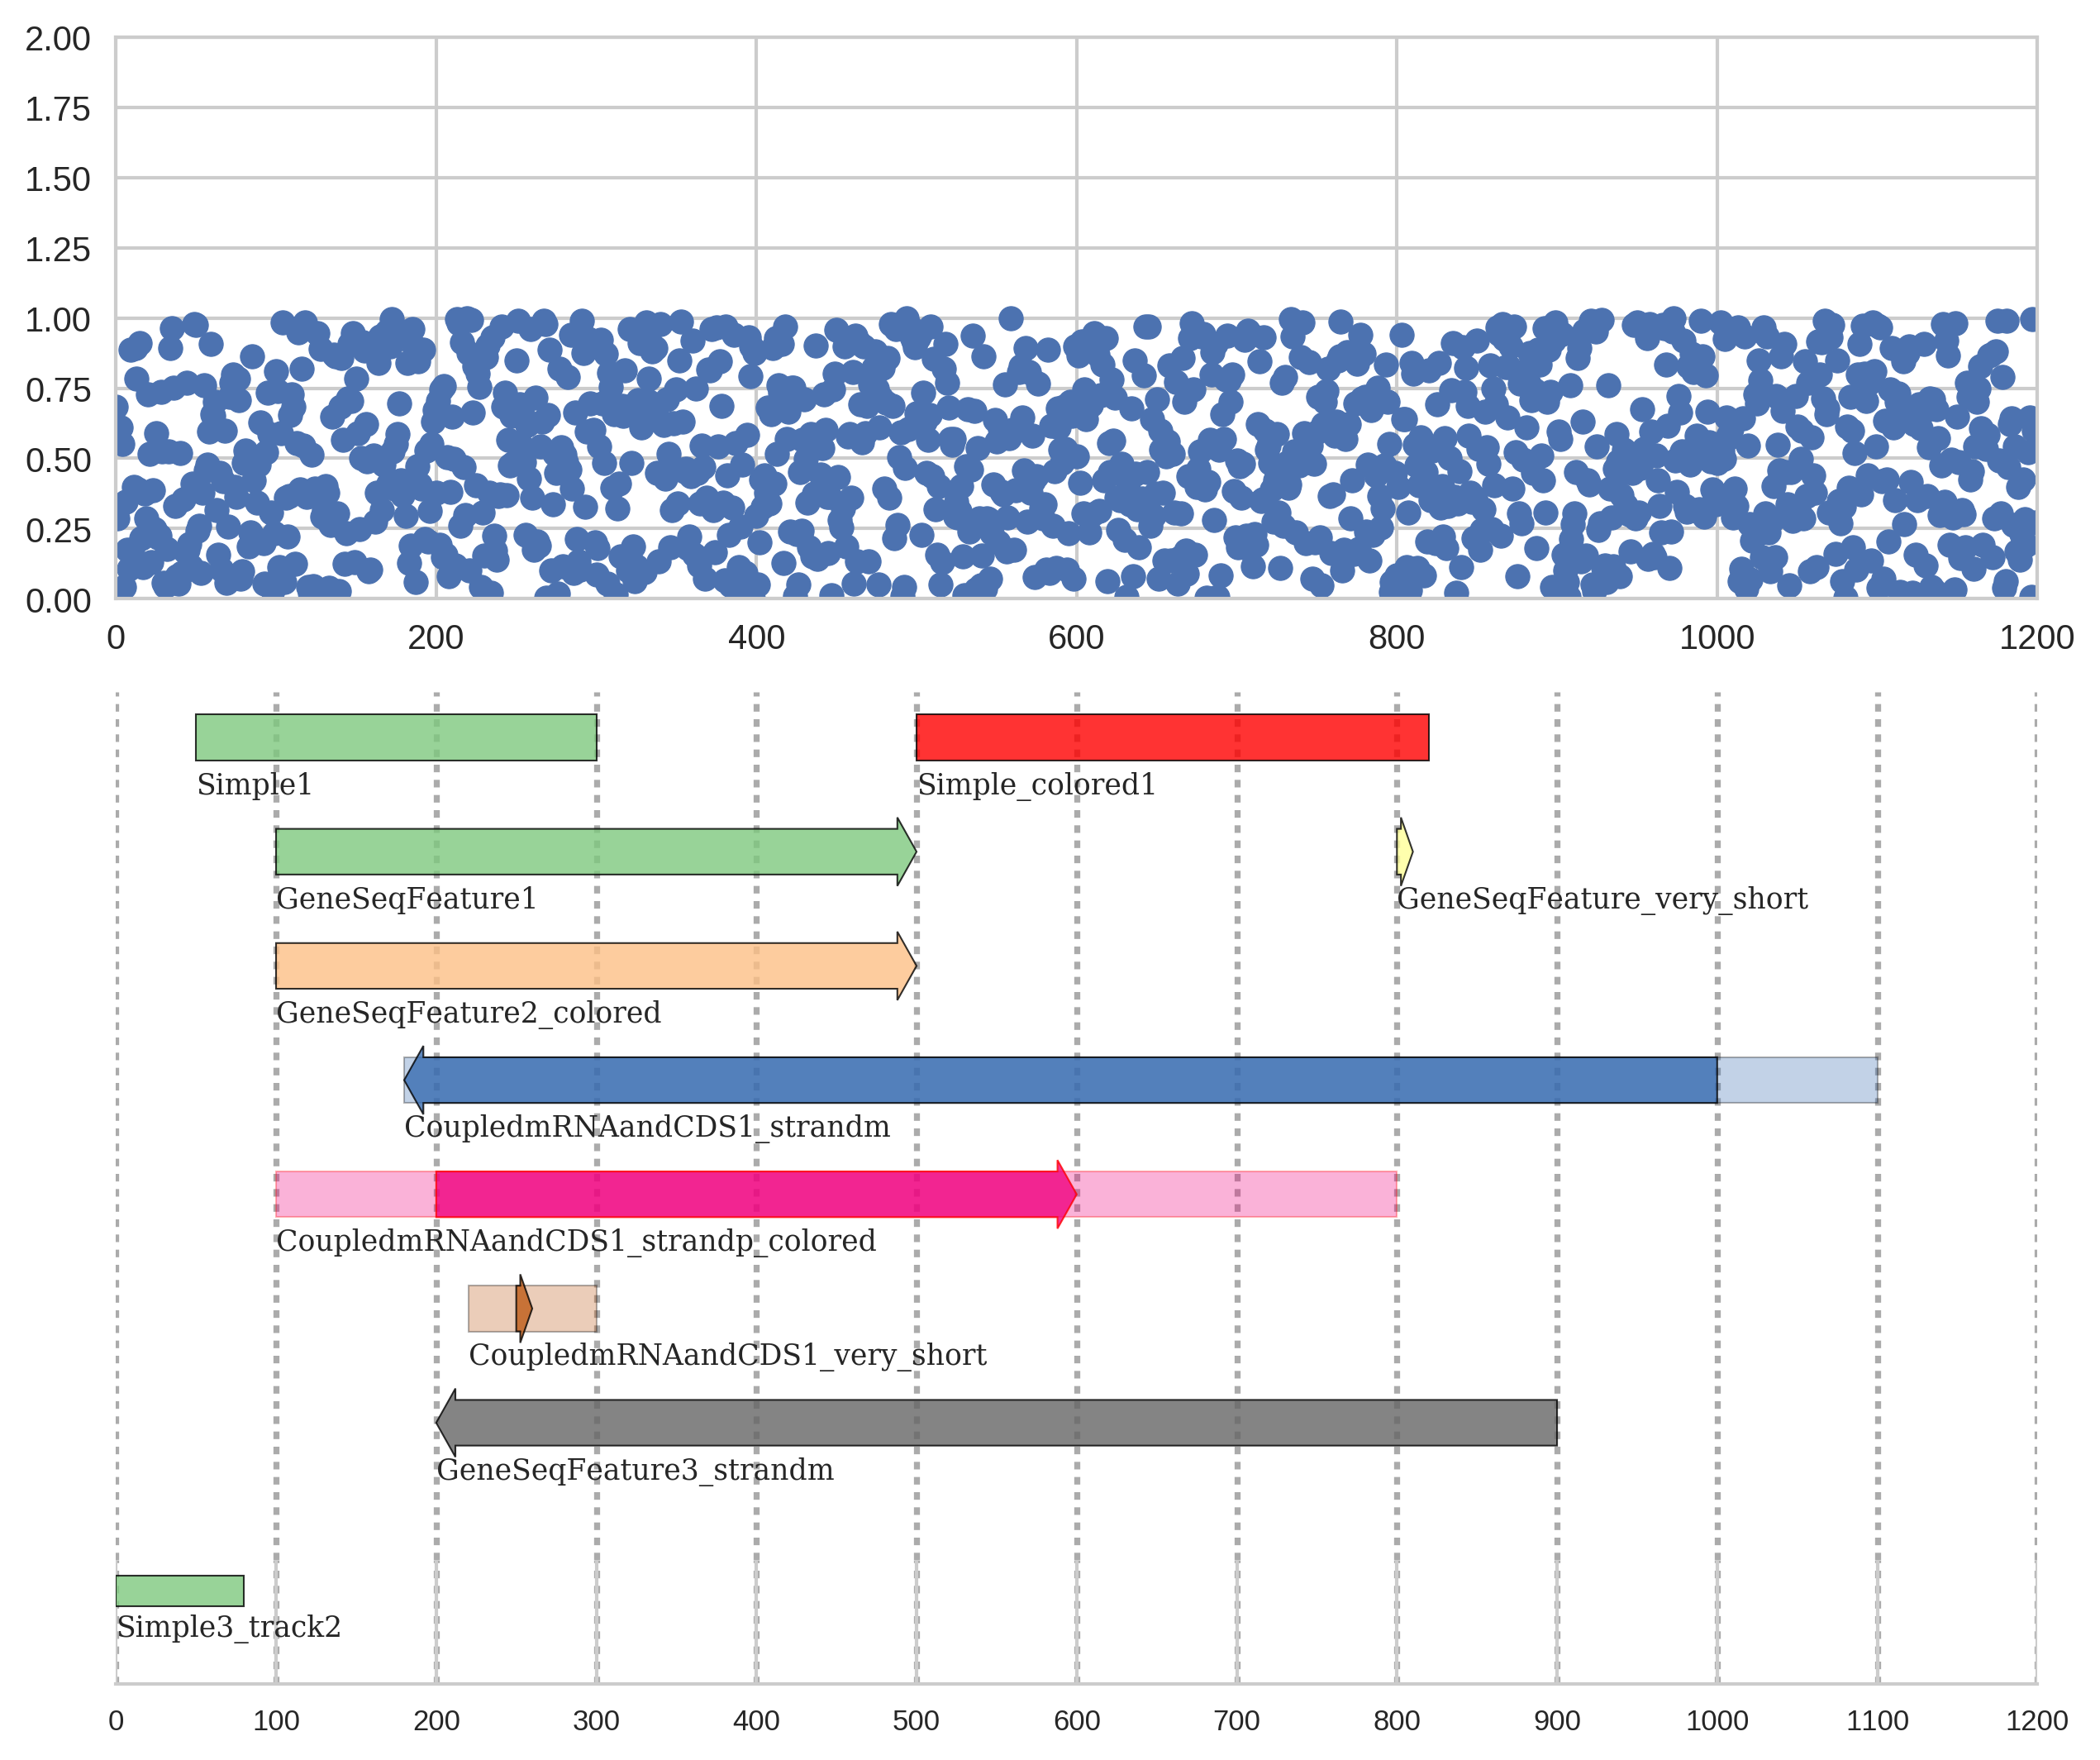 2.00
1.75
1.50
1.25
1.00
0.75
0.50
0.25
0.00
0 200 400 600 800 1000 1200
Simple1 Simple_colored1
GeneSeqFeature1 GeneSeqFeature_very_short
GeneSeqFeature2_colored
CoupledmRNAandCDS1_strandm
CoupledmRNAandCDS1_strandp_colored
CoupledmRNAandCDS1_very_short
GeneSeqFeature3_strandm
Simple3_track2
0 100 200 300 400 500 600 700 800 900 1000 1100 1200